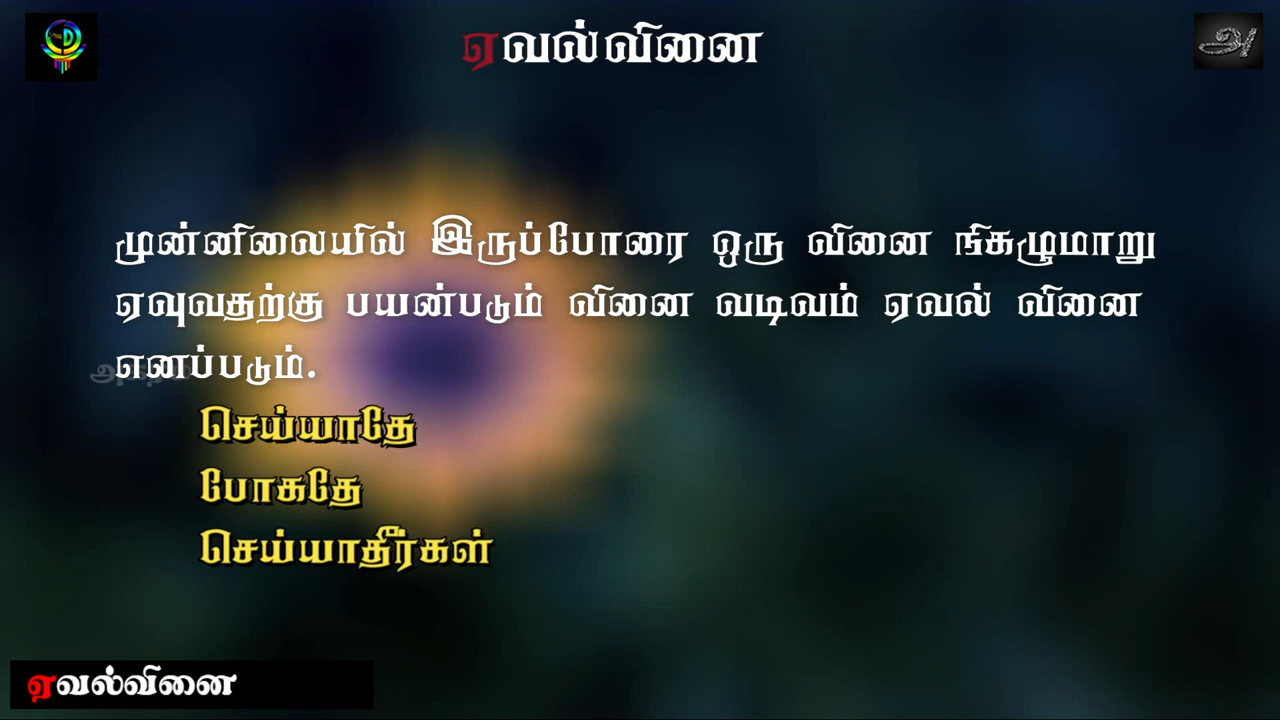 ஏவல்வினை
முன்னிலையில் இருப்போரை ஒரு வினை நிகழுமாறு
ஏவுவதற்கு பயன்படும் வினை வடிவம் ஏவல் வினை
எனப்படும்.
செய்யாதே
போகதே
செய்யாதீர்கள்
ஏவல்வினை